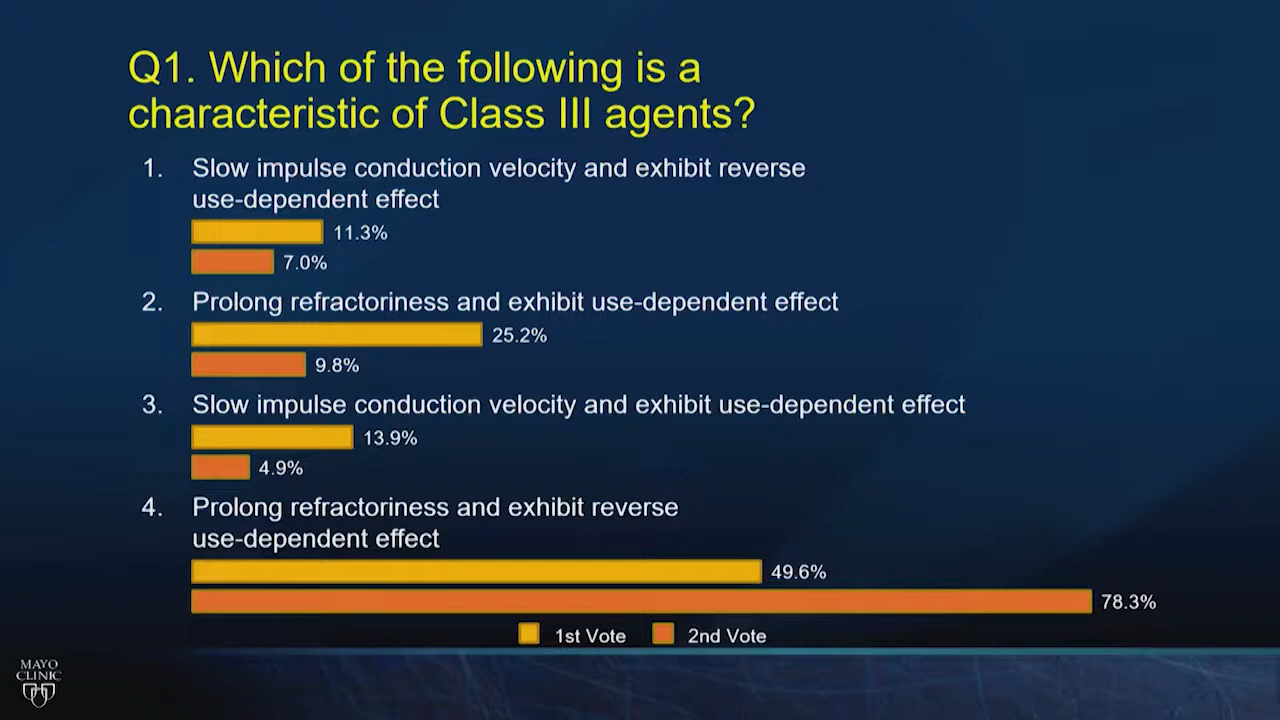 Q1. Which of the following is a
characteristic of Class III agents?
1. Slow impulse conduction velocity and exhibit reverse
use-dependent effect
11.3%
7.0%
2. Prolong refractoriness and exhibit use-dependent effect
25.2%
9.8%
3. Slow impulse conduction velocity and exhibit use-dependent effect
13.9%
4.9%
4. Prolong refractoriness and exhibit reverse
use-dependent effect
49.6%
78.3%
1st Vote 2nd Vote
MAYO
CLINIC